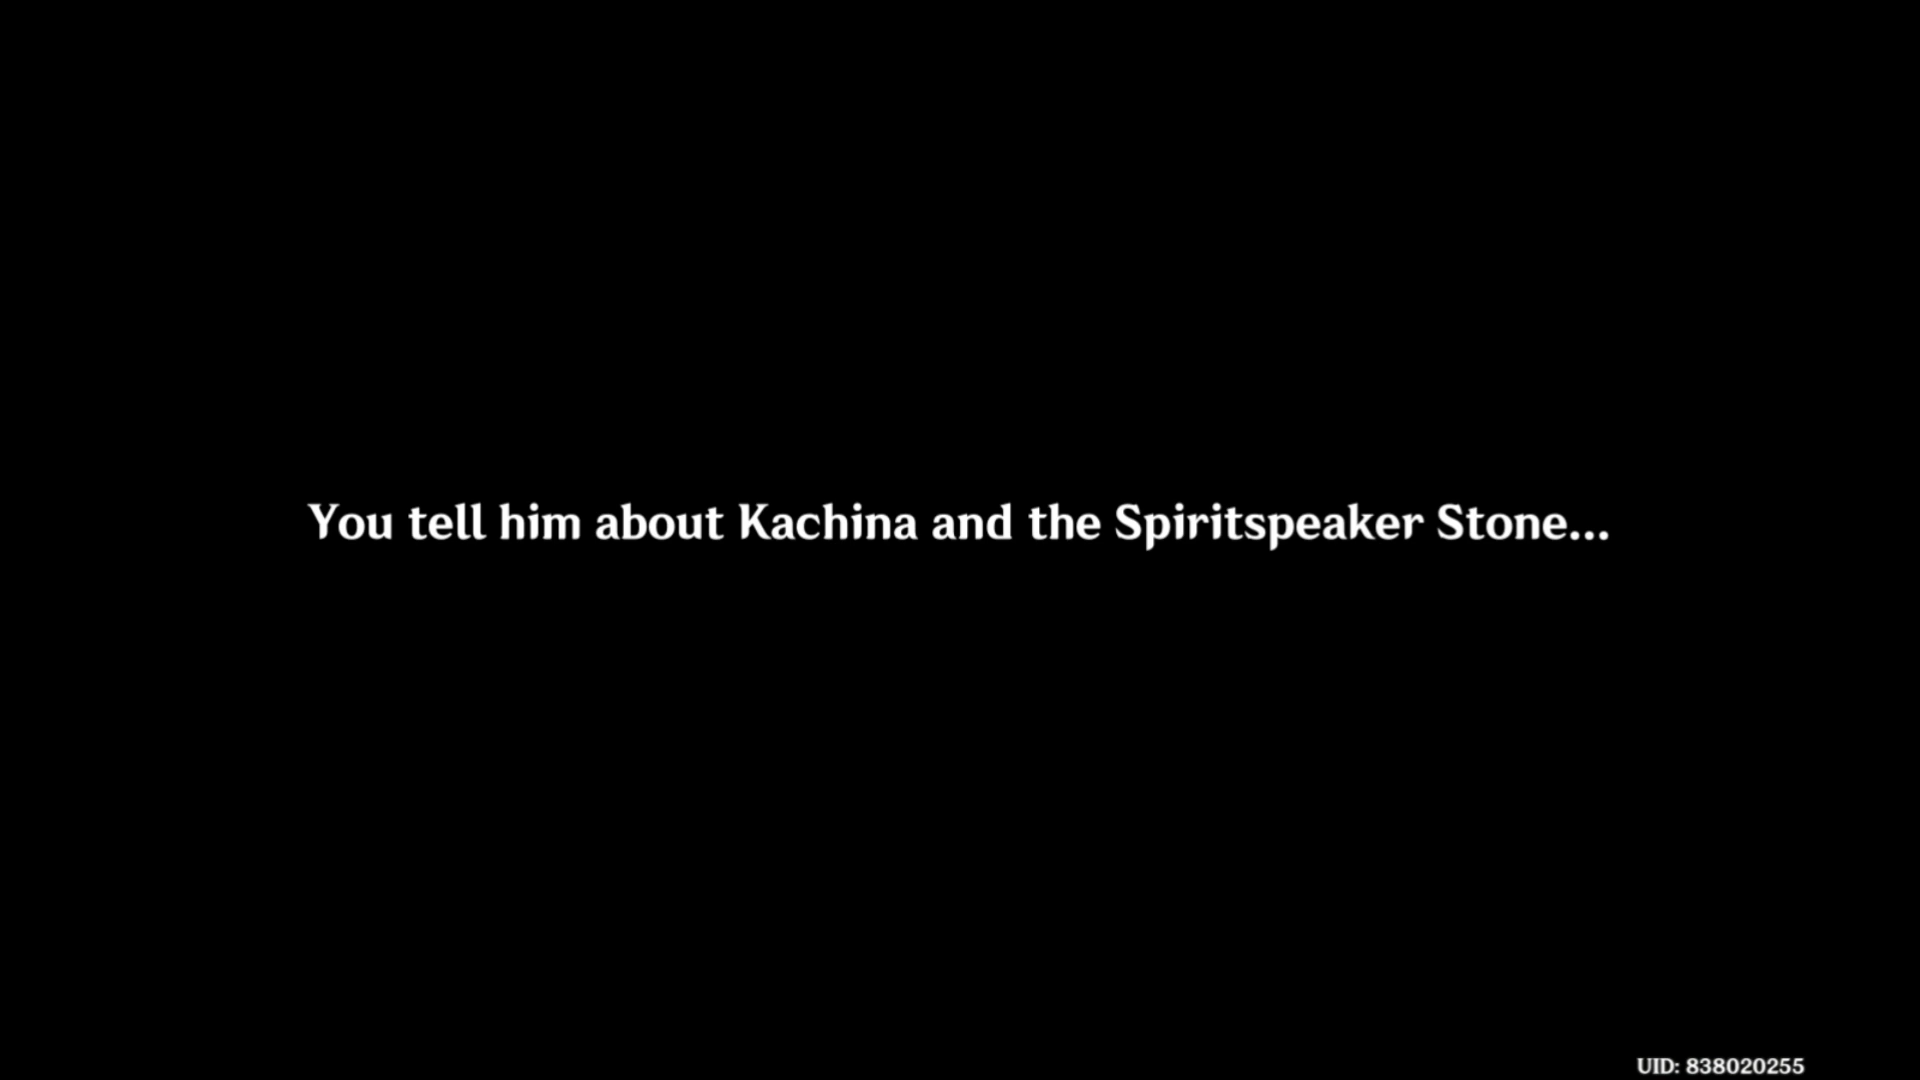 You tell him about Kachina and the Spiritspeaker Stone...
UID: 838020255